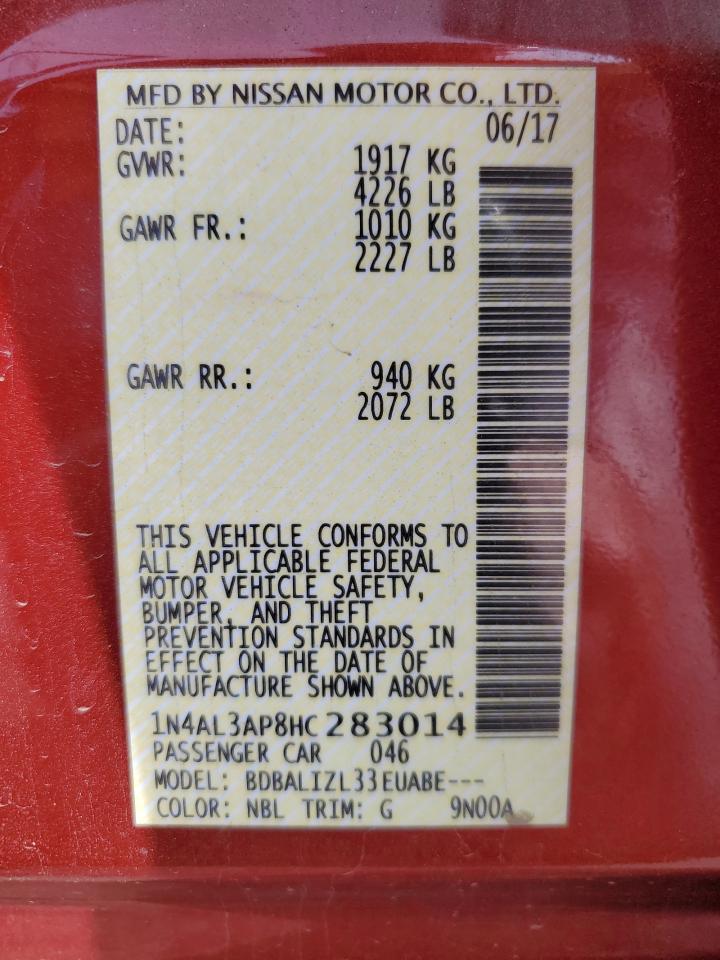 MFD BY NISSAN MOTOR CO., LTD.
DATE: 06/17
GVWR: 1917 KG
4226 LB
GAWR FR.: 1010 KG
2227 LB
GAWR RR.: 940 KG
2072 LB
THIS VEHICLE CONFORMS TO
ALL APPLICABLE FEDERAL
MOTOR VEHICLE SAFETY,
BUMPER, AND THEFT
PREVENTION STANDARDS IN
EFFECT ON THE DATE OF
MANUFACTURE SHOWN ABOVE.
1N4AL3AP8HC283014
PASSENGER CAR 046
MODEL: BDBALIZL33EUABE---
COLOR: NBL TRIM: G 9N00A